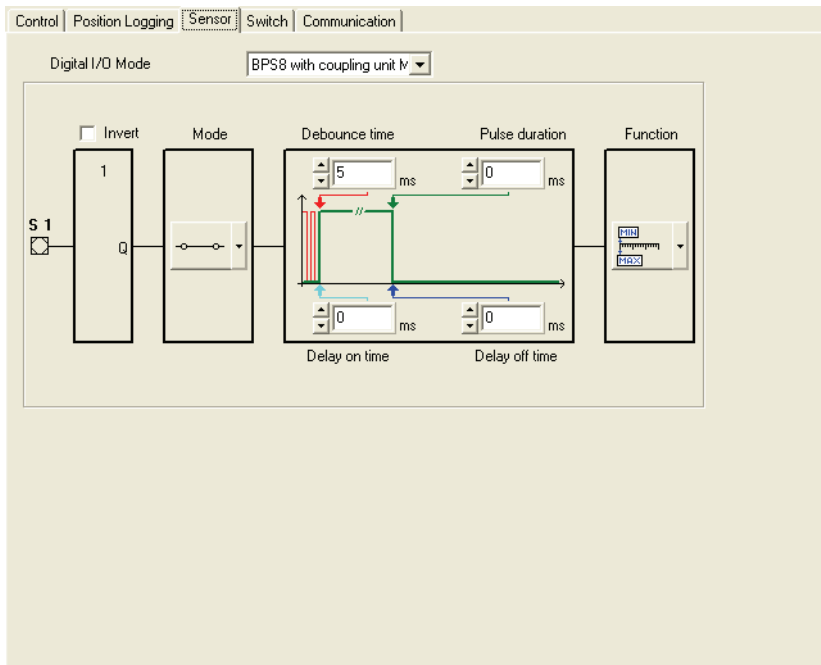 Control Position Logging Sensor Switch Communication
Digital I/O Mode BPS8 with coupling unit M
Invert Mode Debounce time Pulse duration Function
1 5 ms 0 ms
S 1 Q MIN
MAX
0 ms 0 ms
Delay on time Delay off time